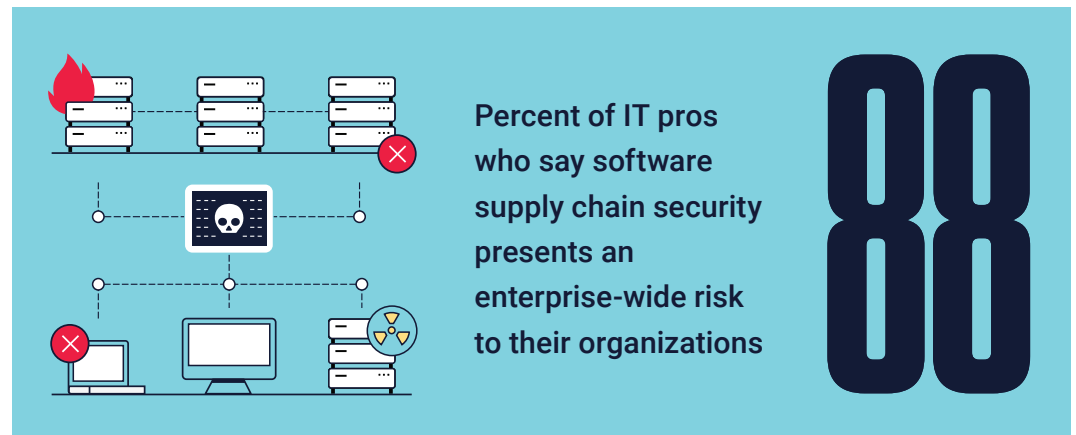 Percent of IT pros
who say software
supply chain security
presents an
enterprise-wide risk
to their organizations
88